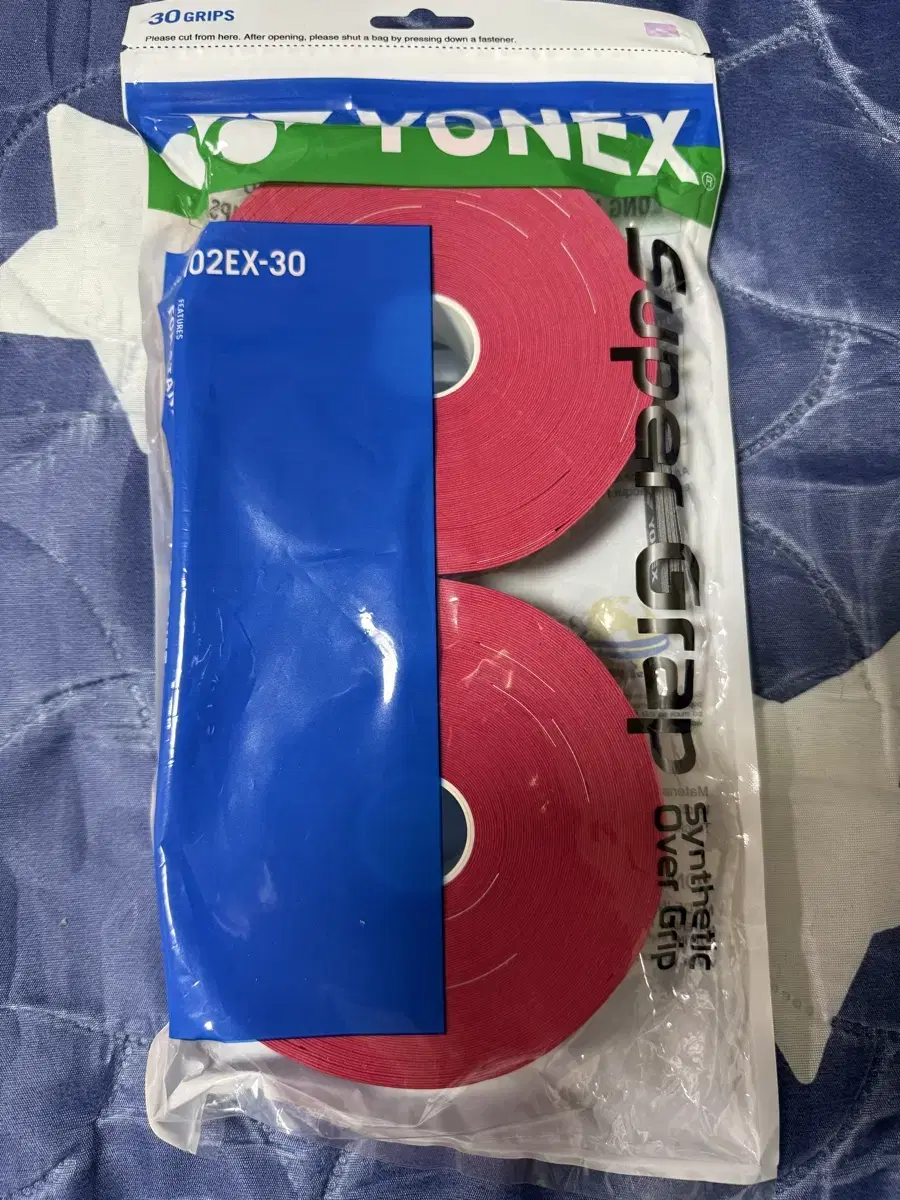 30 GRIPS
Please cut from here. After opening, please shut a bag by pressing down a fastener.
YONEX
®
02EX-30
FEATURES
Super Grap
Synthetic
Over Grip